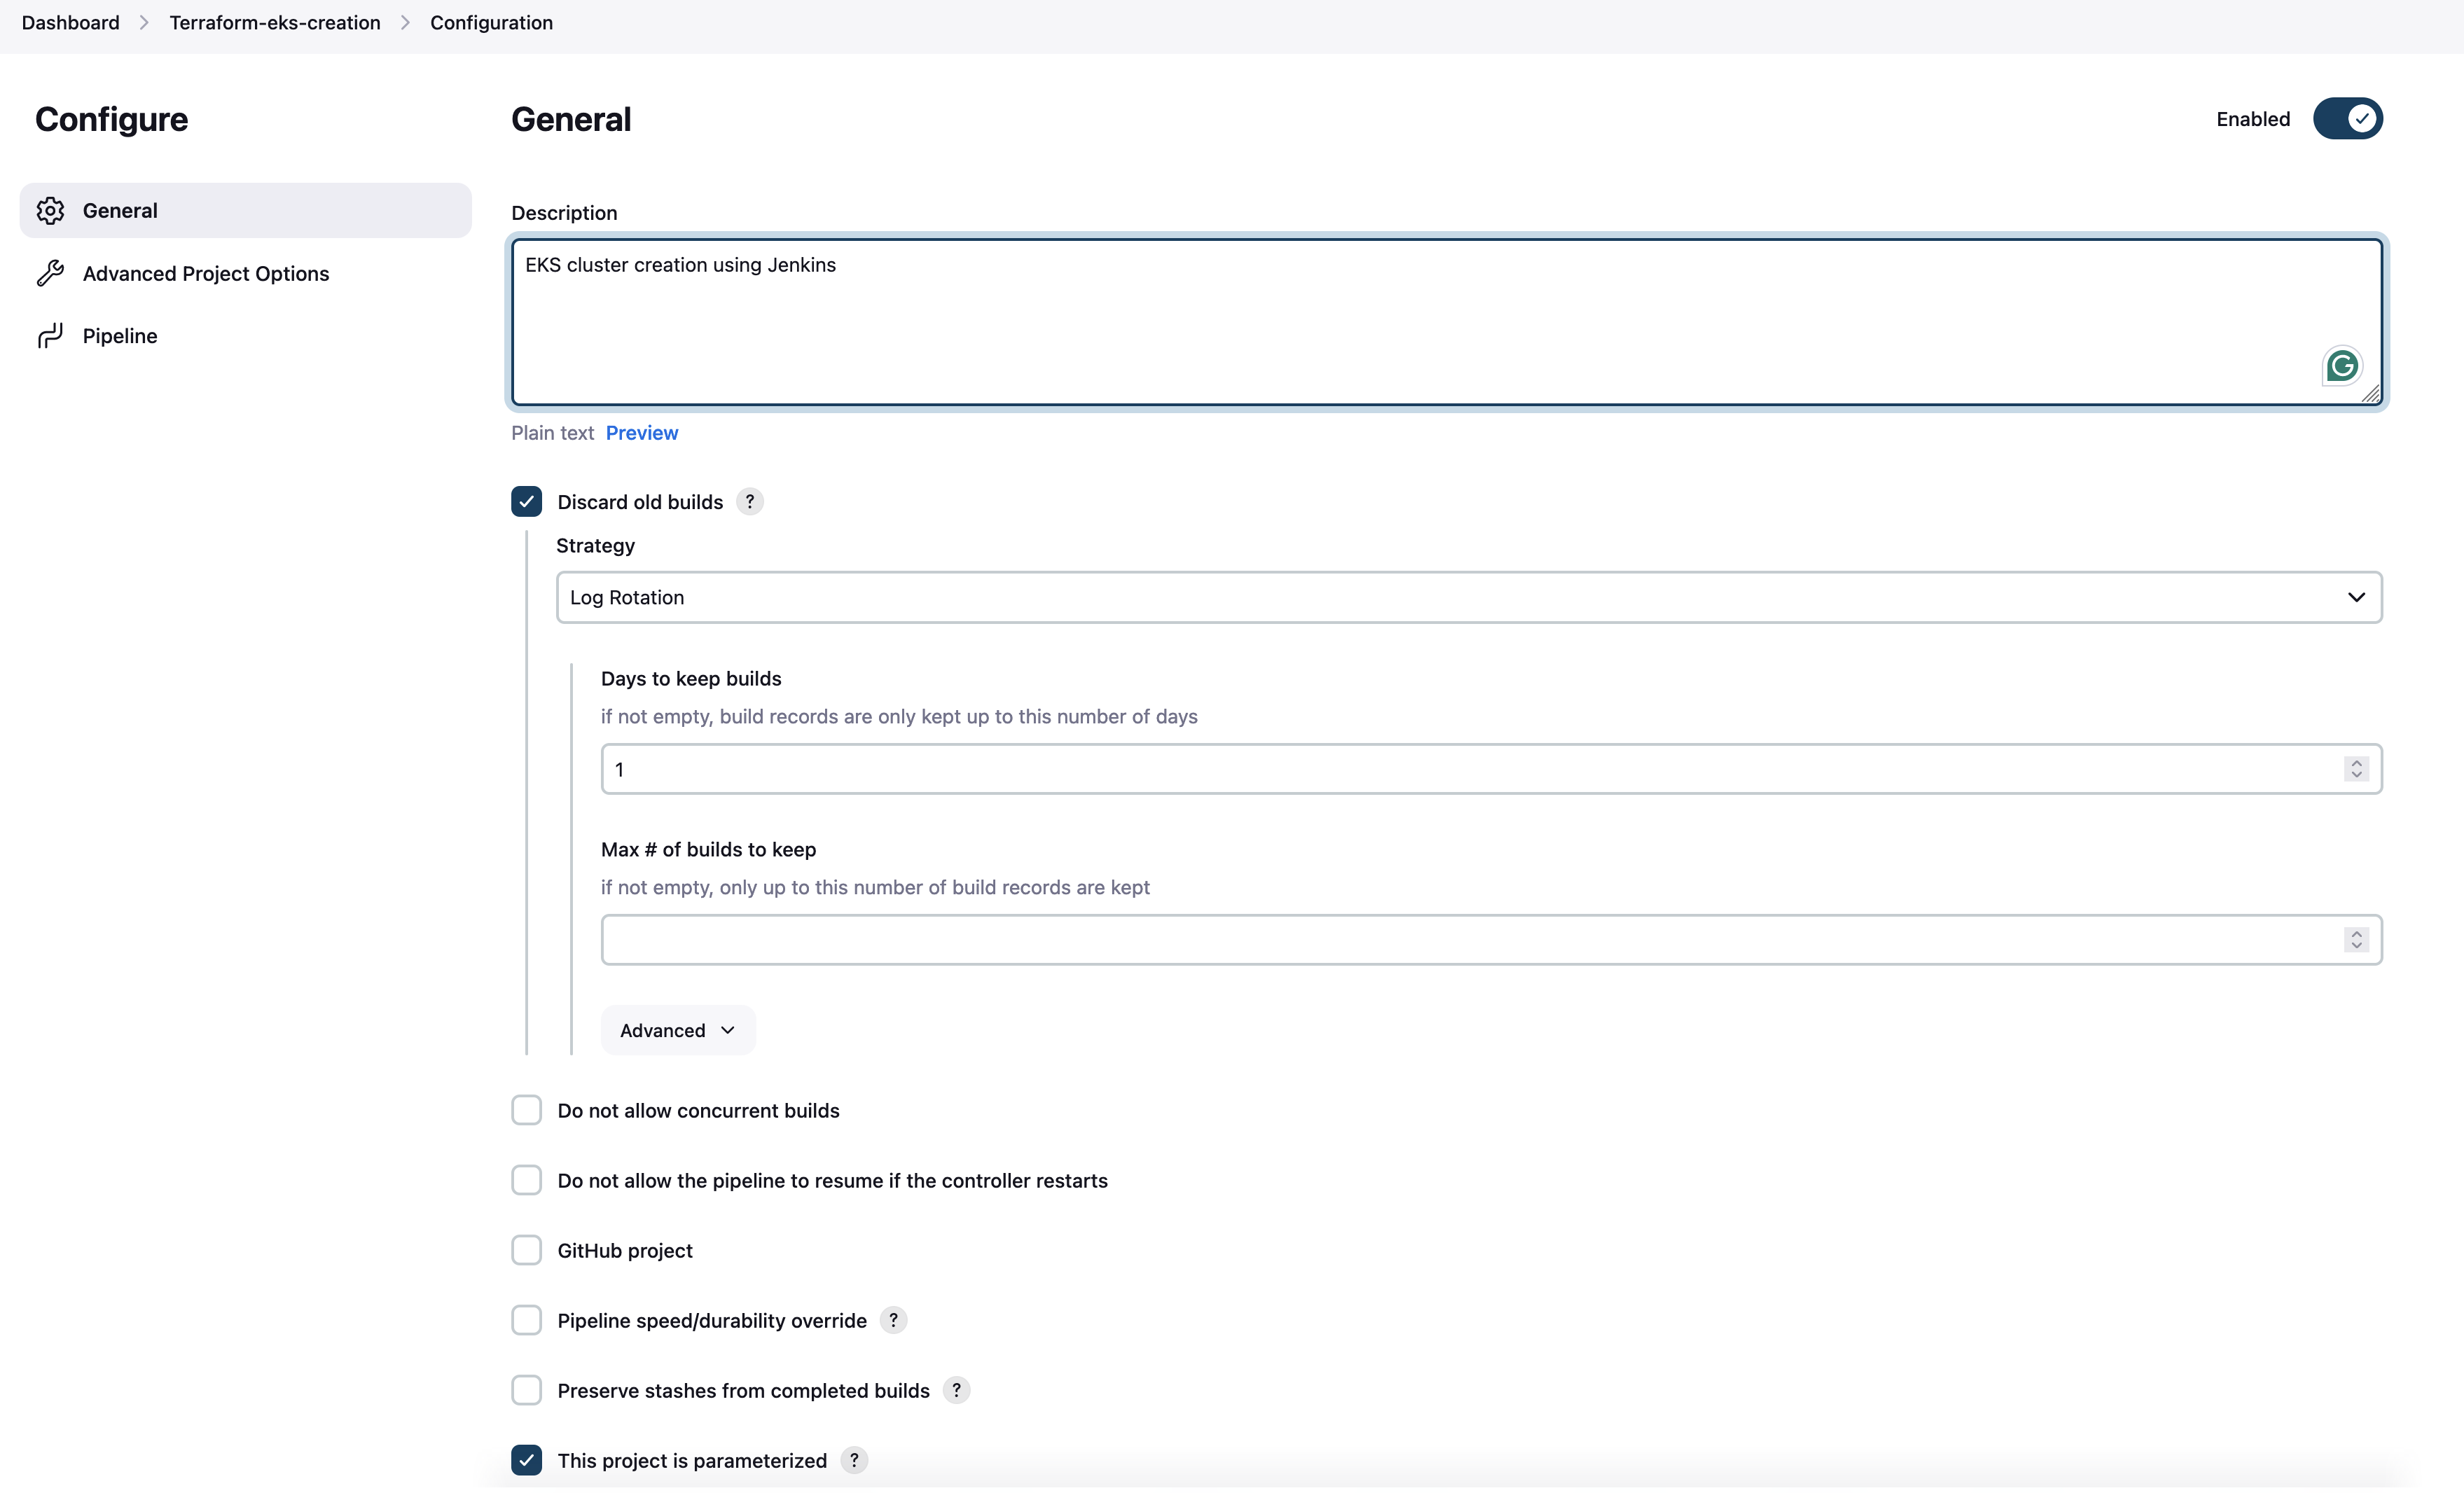 Dashboard > Terraform-eks-creation > Configuration
Configure
General
Advanced Project Options
Pipeline
General
Enabled
Description
EKS cluster creation using Jenkins
Plain text Preview
Discard old builds ?
Strategy
Log Rotation
Days to keep builds
if not empty, build records are only kept up to this number of days
1
Max # of builds to keep
if not empty, only up to this number of build records are kept
Advanced
Do not allow concurrent builds
Do not allow the pipeline to resume if the controller restarts
GitHub project
Pipeline speed/durability override ?
Preserve stashes from completed builds ?
This project is parameterized ?